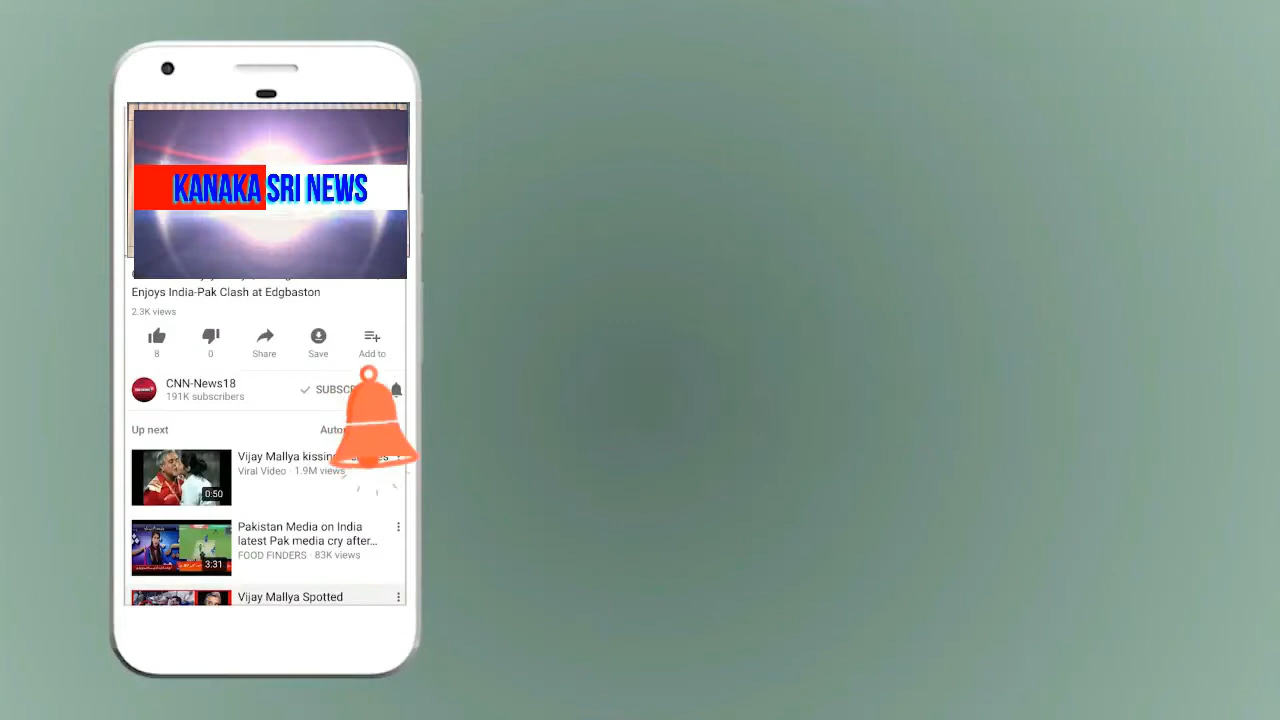 KANAKA SRI NEWS
Enjoys India-Pak Clash at Edgbaston
2.3K views
8
0
Share
Save
Add to
CNN-News18
191K subscribers
Up next
Vijay Mallya
Viral Video · 1.9M views
0:50
Pakistan Media on India
latest Pak media cry after...
FOOD FINDERS · 83K views
3:31
Vijay Mallya Spotted